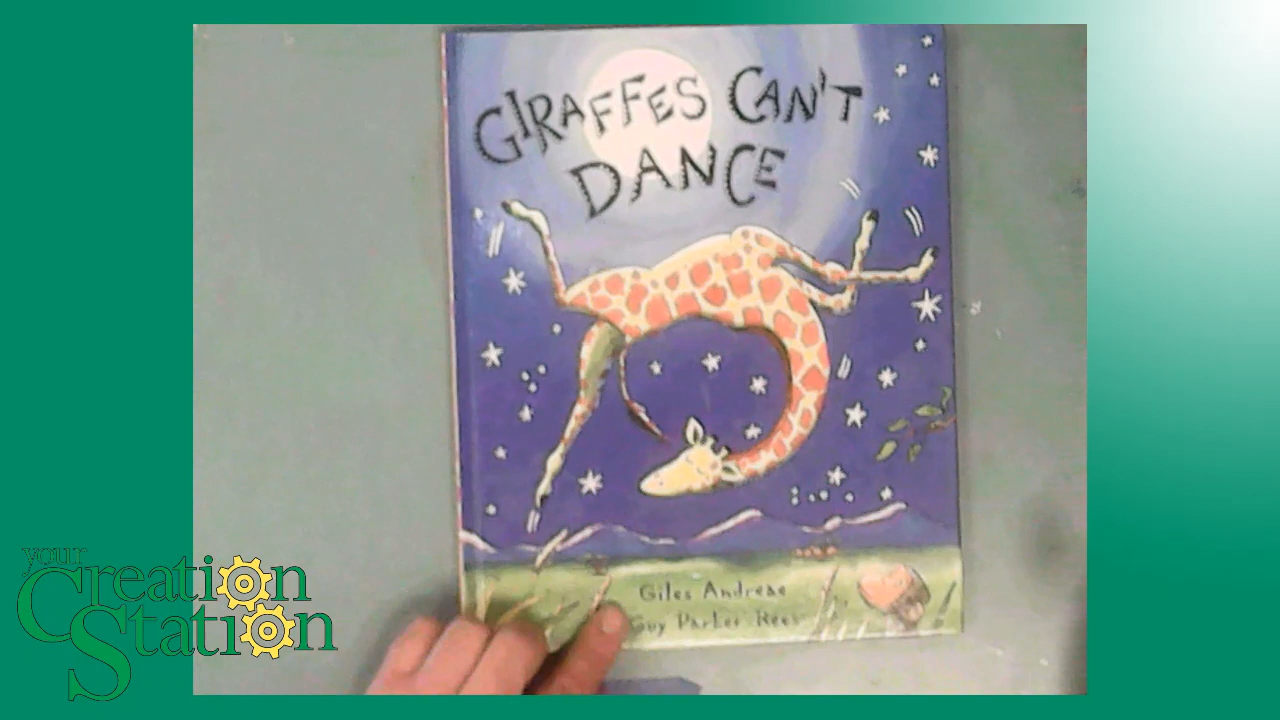 GIRAFFES CAN'T
DANCE
Giles Andreae
Guy Parker Rees
your
Creation
Station